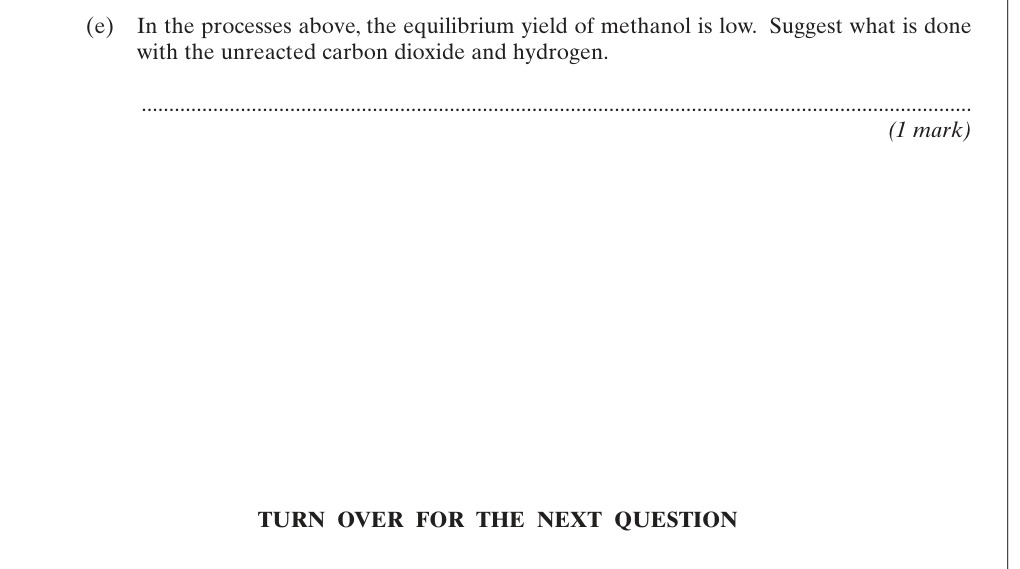 (e) In the processes above, the equilibrium yield of methanol is low. Suggest what is done
with the unreacted carbon dioxide and hydrogen.
..........................................................................................................................................................
(1 mark)
TURN OVER FOR THE NEXT QUESTION